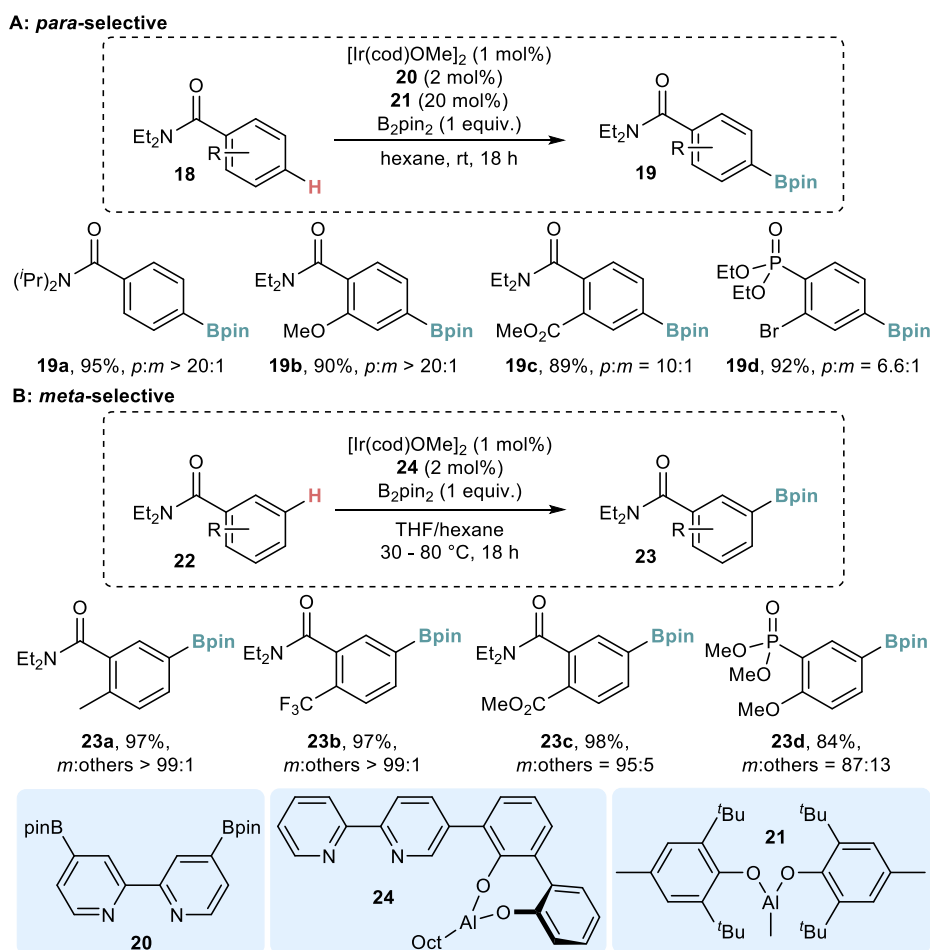 A: para-selective
[Ir(cod)OMe]₂ (1 mol%)
20 (2 mol%)
21 (20 mol%)
B₂pin₂ (1 equiv.)
hexane, rt, 18 h
O
Et₂N
R
18
H
O
Et₂N
R
19
Bpin
O
(ⁱPr)₂N
Bpin
19a, 95%, p:m > 20:1
O
Et₂N
MeO
Bpin
19b, 90%, p:m > 20:1
O
Et₂N
MeO₂C
Bpin
19c, 89%, p:m = 10:1
O
EtO
P
EtO
Br
Bpin
19d, 92%, p:m = 6.6:1
B: meta-selective
[Ir(cod)OMe]₂ (1 mol%)
24 (2 mol%)
B₂pin₂ (1 equiv.)
THF/hexane
30 - 80 °C, 18 h
O
H
Et₂N
R
22
O
Bpin
Et₂N
R
23
O
Bpin
Et₂N
23a, 97%,
m:others > 99:1
O
Bpin
Et₂N
F₃C
23b, 97%,
m:others > 99:1
O
Bpin
Et₂N
MeO₂C
23c, 98%,
m:others = 95:5
O
Bpin
MeO
P
MeO
MeO
23d, 84%,
m:others = 87:13
pinB
Bpin
N
N
20
N
N
O
O
Al
Oct
24
ᵗBu
ᵗBu
21
O
O
Al
ᵗBu
ᵗBu